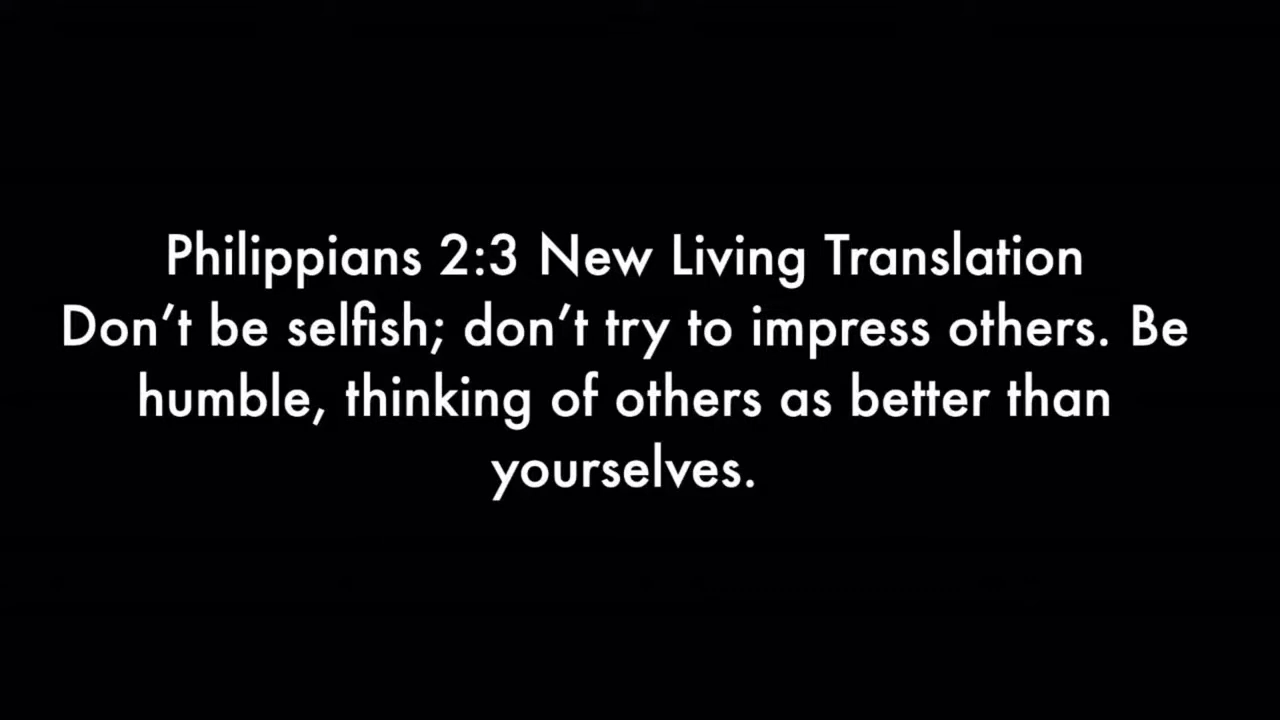 Philippians 2:3 New Living Translation
Don’t be selfish; don’t try to impress others. Be
humble, thinking of others as better than
yourselves.